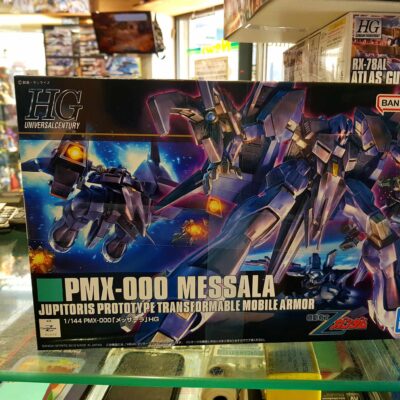 HG
UNIVERSAL CENTURY
PMX-000 MESSALA
JUPITORIS PROTOTYPE TRANSFORMABLE MOBILE ARMOR
1/144 PMX-000「メッサーラ」HG
HG
RX-78AL
ATLAS GU
BAN